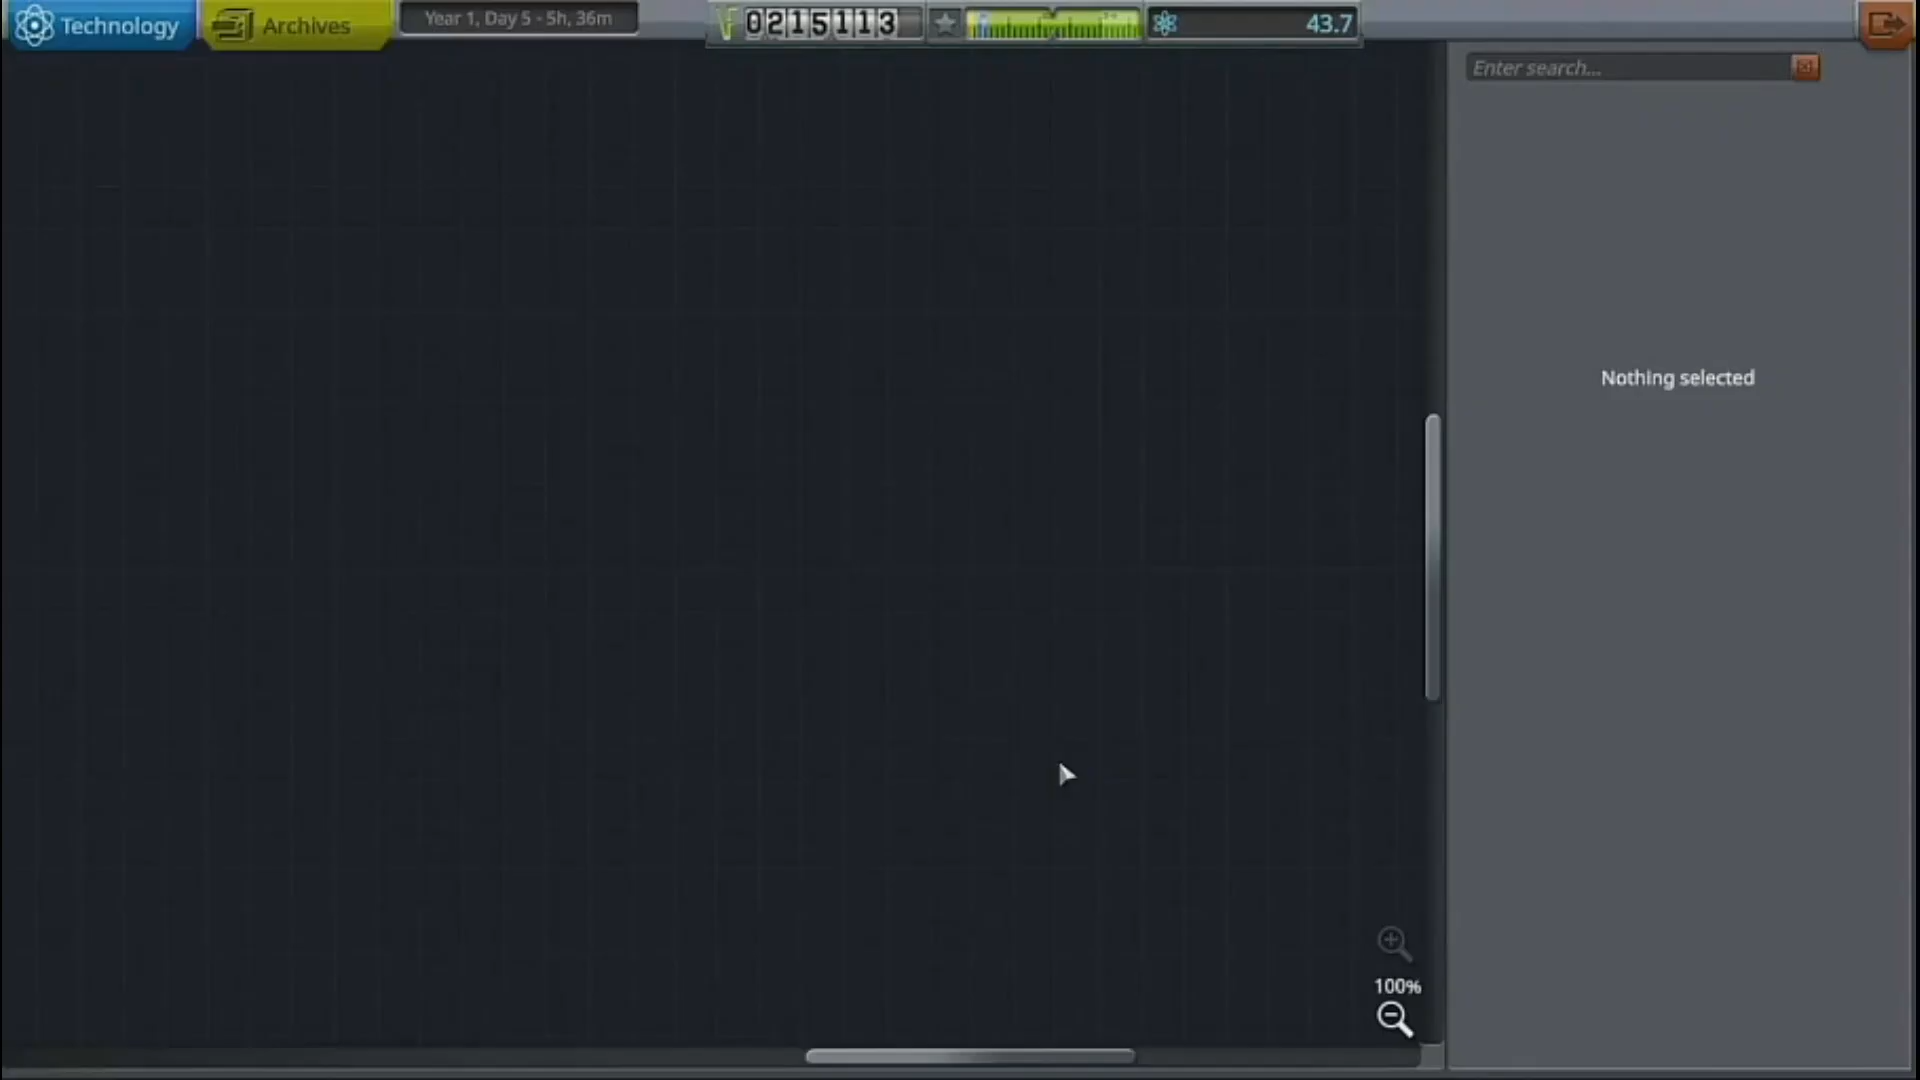 Technology
Archives
Year 1, Day 5 - 5h, 36m
0215113
43.7
Enter search...
Nothing selected
100%